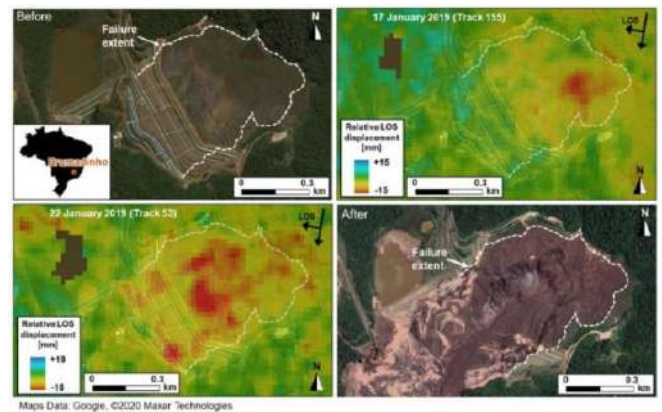 Before
Failure
extent
N
Brumadinho
0 0.3
km
17 January 2019 (Track 155)
LOS
Relative LOS
displacement
[mm]
+15
-15
N
0 0.3
km
22 January 2019 (Track 53)
LOS
Relative LOS
displacement
[mm]
+10
-10
N
0 0.3
km
After
N
Failure
extent
0 0.3
km
Maps Data: Google, ©2020 Maxar Technologies